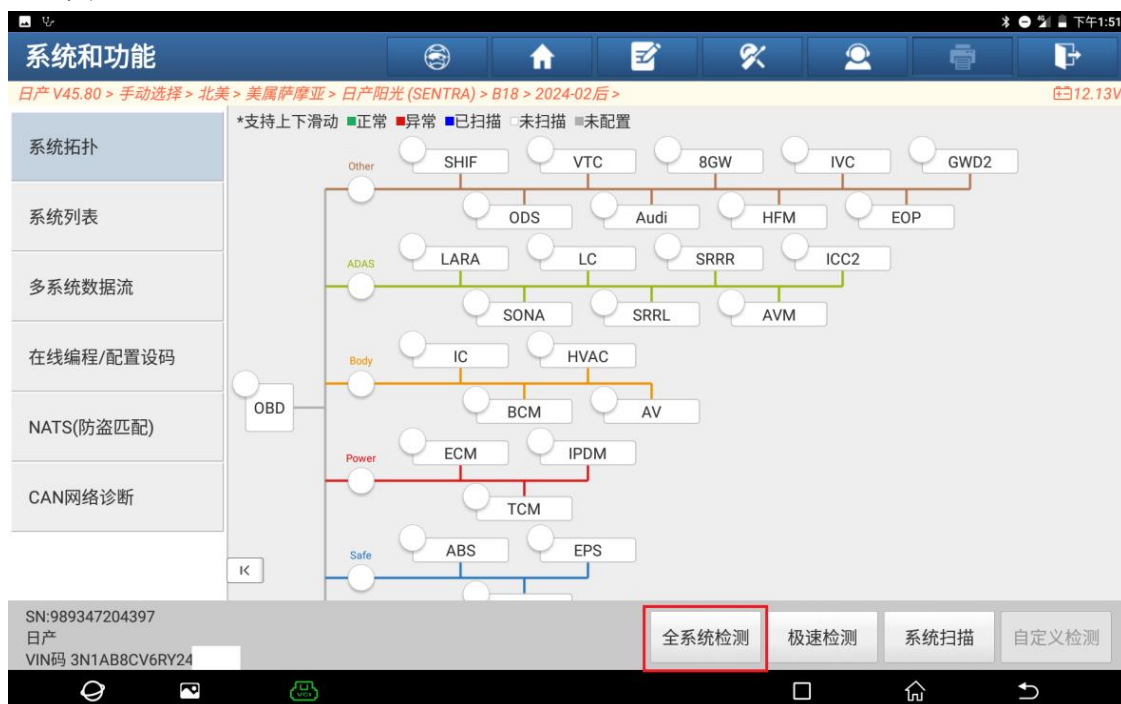 下午1:51
系统和功能
日产 V45.80 > 手动选择 > 北美 > 美属萨摩亚 > 日产阳光 (SENTRA) > B18 > 2024-02后 >
12.13V
*支持上下滑动 ■正常 ■异常 ■已扫描 □未扫描 ■未配置
系统拓扑
系统列表
多系统数据流
在线编程/配置设码
NATS(防盗匹配)
CAN网络诊断
OBD
Other
SHIF VTC 8GW IVC GWD2
ODS Audi HFM EOP
ADAS
LARA LC SRRR ICC2
SONA SRRL AVM
Body
IC HVAC
BCM AV
Power
ECM IPDM
TCM
Safe
ABS EPS
SN:989347204397
日产
VIN码 3N1AB8CV6RY24
全系统检测 极速检测 系统扫描 自定义检测
VCI